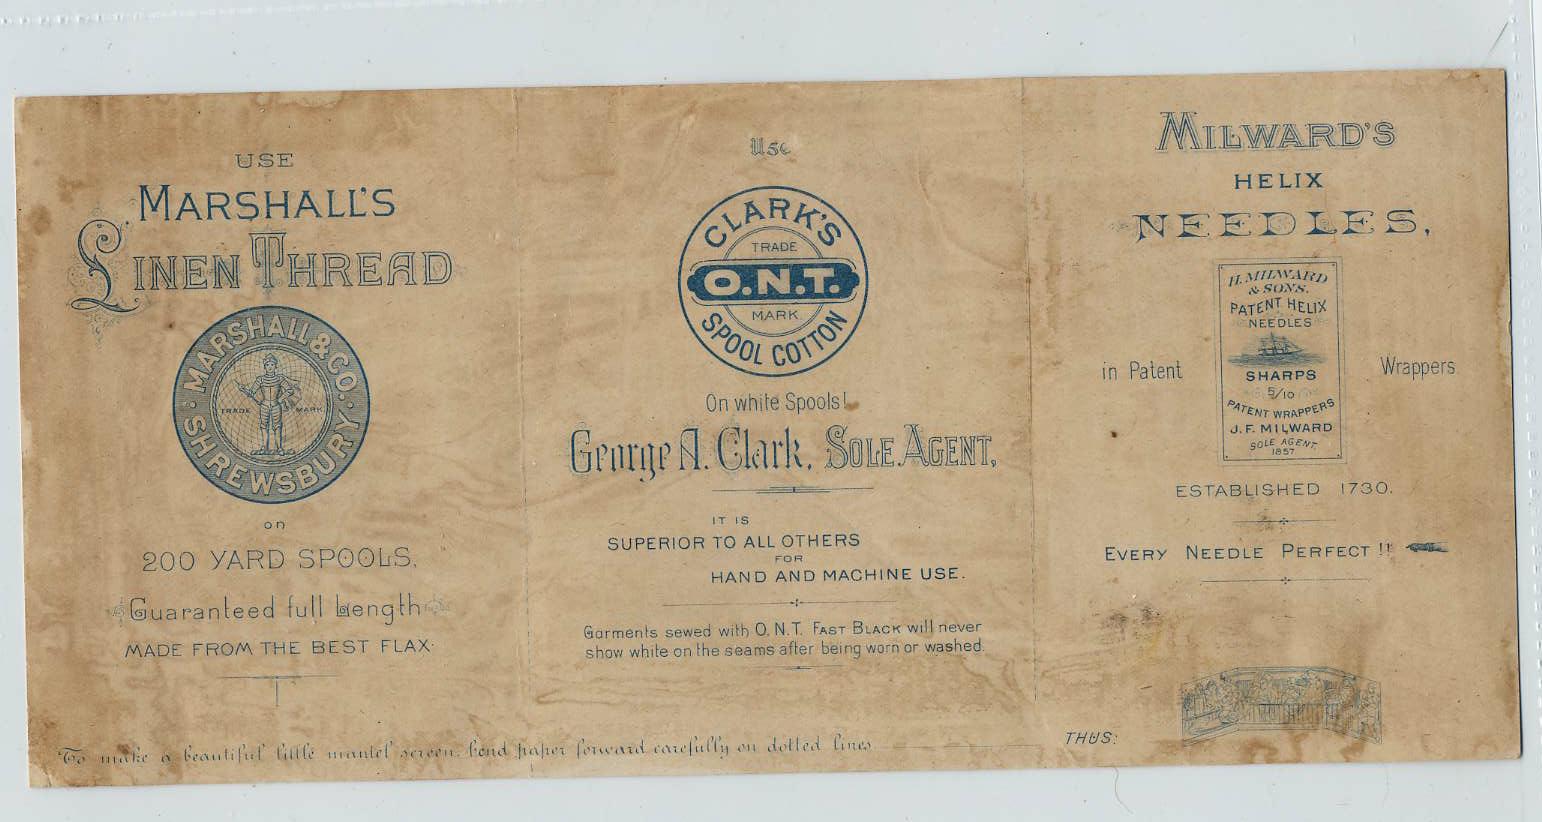 USE
MARSHALL'S
LINEN THREAD
MARSHALL & CO.
TRADE MARK
SHREWSBURY
on
200 YARD SPOOLS,
Guaranteed full Length
MADE FROM THE BEST FLAX.
Use
CLARK'S
TRADE
O.N.T.
MARK.
SPOOL COTTON
On white Spools!
George A. Clark, SOLE AGENT,
IT IS
SUPERIOR TO ALL OTHERS
FOR
HAND AND MACHINE USE.
Garments sewed with O.N.T. FAST BLACK will never
show white on the seams after being worn or washed.
MILWARD'S
HELIX
NEEDLES,
in Patent
H. MILWARD
& SONS.
PATENT HELIX
NEEDLES
SHARPS
5/10
PATENT WRAPPERS
J. F. MILWARD
SOLE AGENT
1857
Wrappers
ESTABLISHED 1730.
EVERY NEEDLE PERFECT!!
To make a beautiful little mantel screen, bend paper forward carefully on dotted lines
THUS: